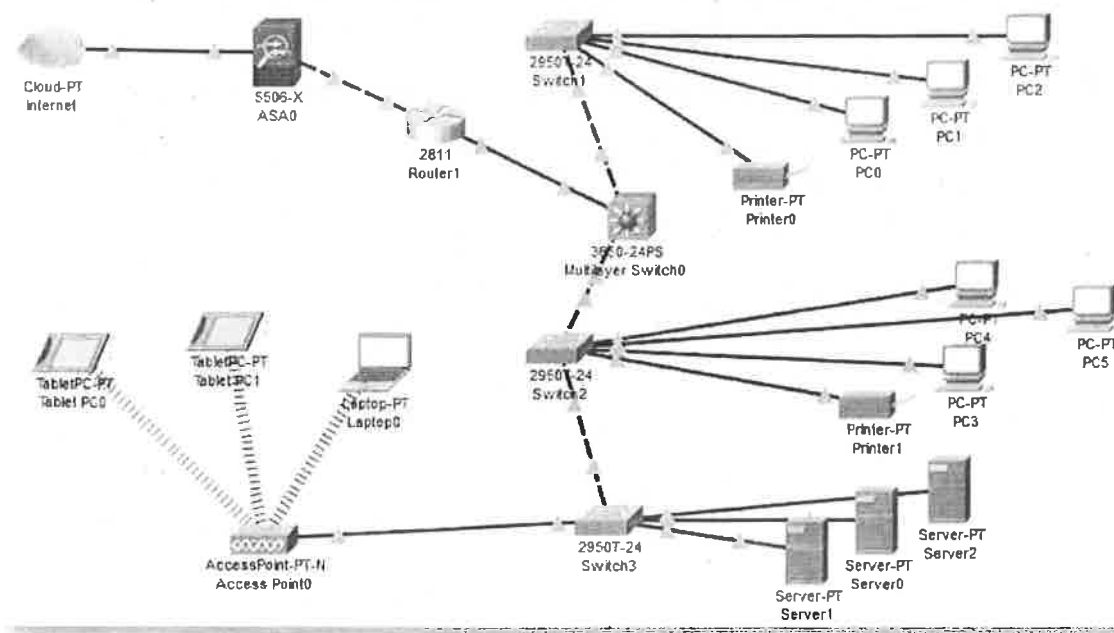 Cloud-PT
Internet
5506-X
ASA0
2811
Router1
2950T-24
Switch1
PC-PT
PC2
PC-PT
PC1
PC-PT
PC0
Printer-PT
Printer0
3650-24PS
Multilayer Switch0
TabletPC-PT
Tablet PC0
TabletPC-PT
Tablet PC1
Laptop-PT
Laptop0
2950T-24
Switch2
PC-PT
PC4
PC-PT
PC5
PC-PT
PC3
Printer-PT
Printer1
AccessPoint-PT-N
Access Point0
2950T-24
Switch3
Server-PT
Server2
Server-PT
Server0
Server-PT
Server1